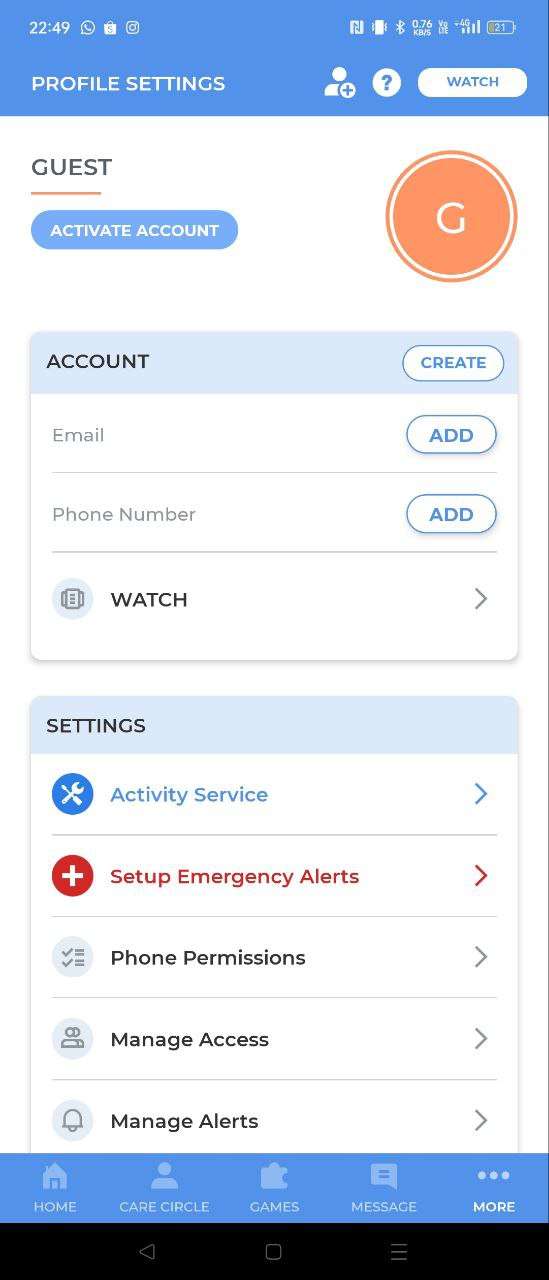 22:49 0.76 KB/S Vo LTE 4G 21
PROFILE SETTINGS ? WATCH
GUEST
ACTIVATE ACCOUNT
G
ACCOUNT CREATE
Email ADD
Phone Number ADD
WATCH
SETTINGS
Activity Service
Setup Emergency Alerts
Phone Permissions
Manage Access
Manage Alerts
HOME CARE CIRCLE GAMES MESSAGE MORE